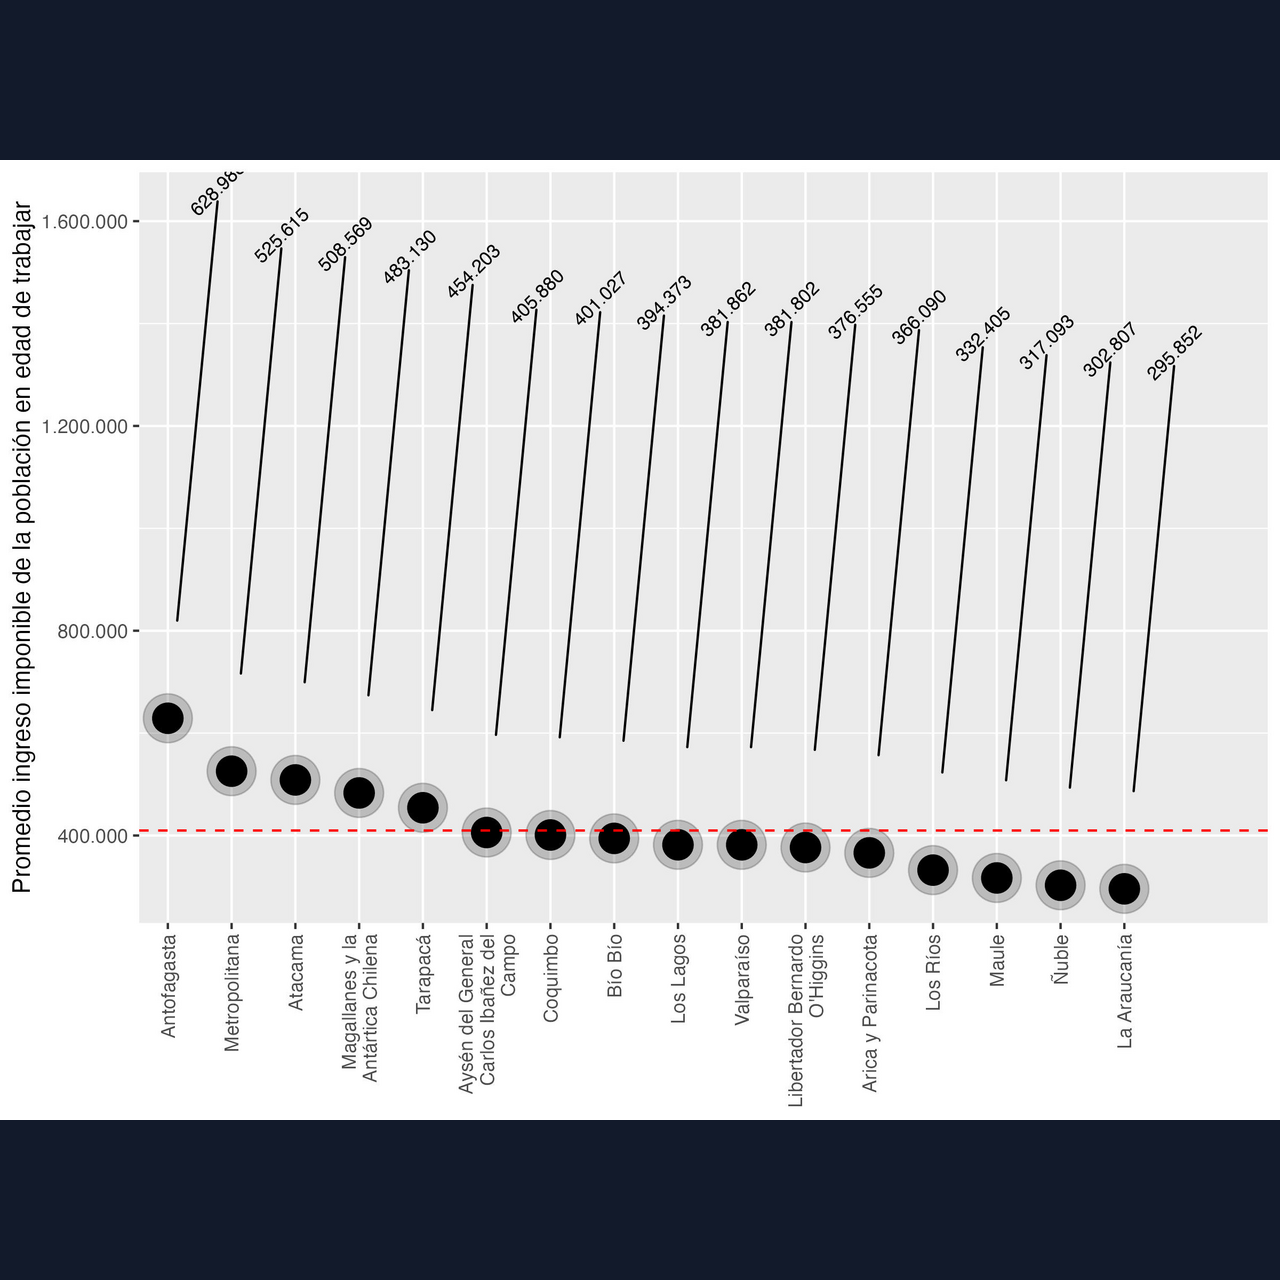 Promedio ingreso imponible de la población en edad de trabajar
1.600.000
1.200.000
800.000
400.000
525.615
508.569
483.130
454.203
405.880
401.027
394.373
381.862
381.802
376.555
366.090
332.405
317.093
302.807
295.852
Antofagasta
Metropolitana
Atacama
Magallanes y la
Antártica Chilena
Tarapacá
Aysén del General
Carlos Ibañez del
Campo
Coquimbo
Bío Bío
Los Lagos
Valparaíso
Libertador Bernardo
O'Higgins
Arica y Parinacota
Los Ríos
Maule
Ñuble
La Araucanía